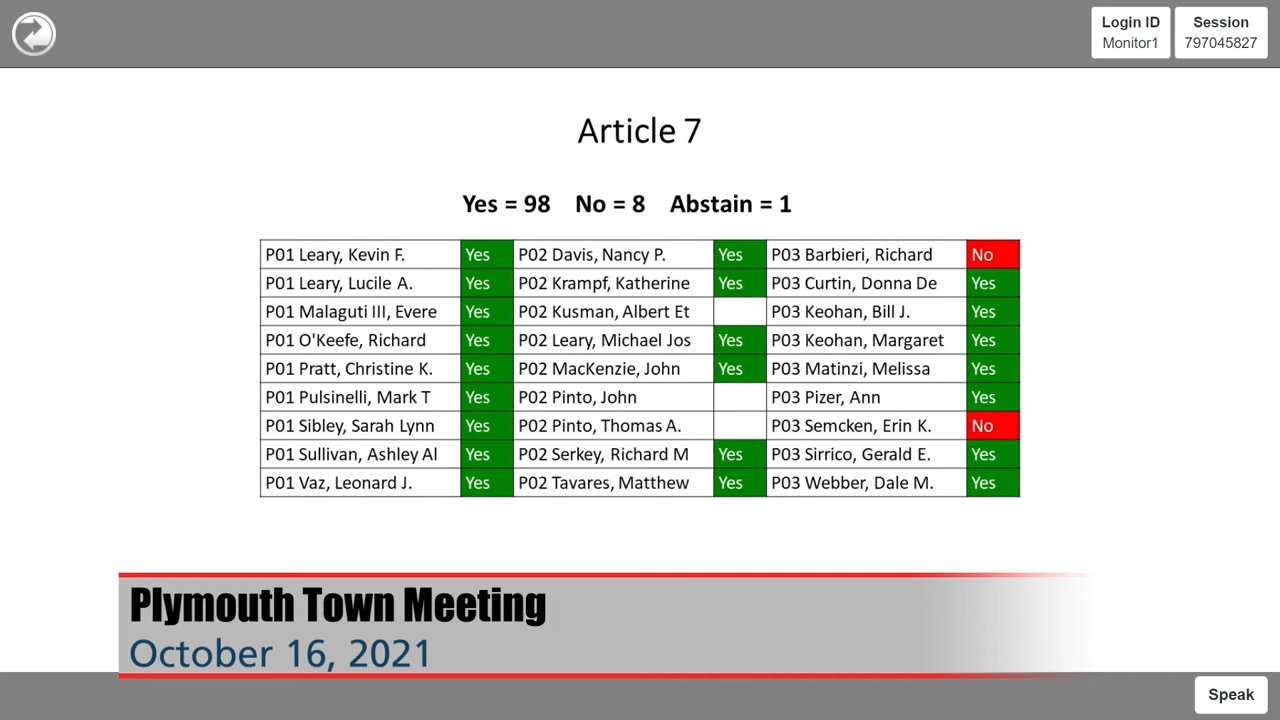 Login ID
Monitor1
Session
797045827
Article 7
Yes = 98 No = 8 Abstain = 1
P01 Leary, Kevin F. Yes P02 Davis, Nancy P. Yes P03 Barbieri, Richard No
P01 Leary, Lucile A. Yes P02 Krampf, Katherine Yes P03 Curtin, Donna De Yes
P01 Malaguti III, Evere Yes P02 Kusman, Albert Et P03 Keohan, Bill J. Yes
P01 O'Keefe, Richard Yes P02 Leary, Michael Jos Yes P03 Keohan, Margaret Yes
P01 Pratt, Christine K. Yes P02 MacKenzie, John Yes P03 Matinzi, Melissa Yes
P01 Pulsinelli, Mark T Yes P02 Pinto, John P03 Pizer, Ann Yes
P01 Sibley, Sarah Lynn Yes P02 Pinto, Thomas A. P03 Semcken, Erin K. No
P01 Sullivan, Ashley Al Yes P02 Serkey, Richard M Yes P03 Sirrico, Gerald E. Yes
P01 Vaz, Leonard J. Yes P02 Tavares, Matthew Yes P03 Webber, Dale M. Yes
Plymouth Town Meeting
October 16, 2021
Speak